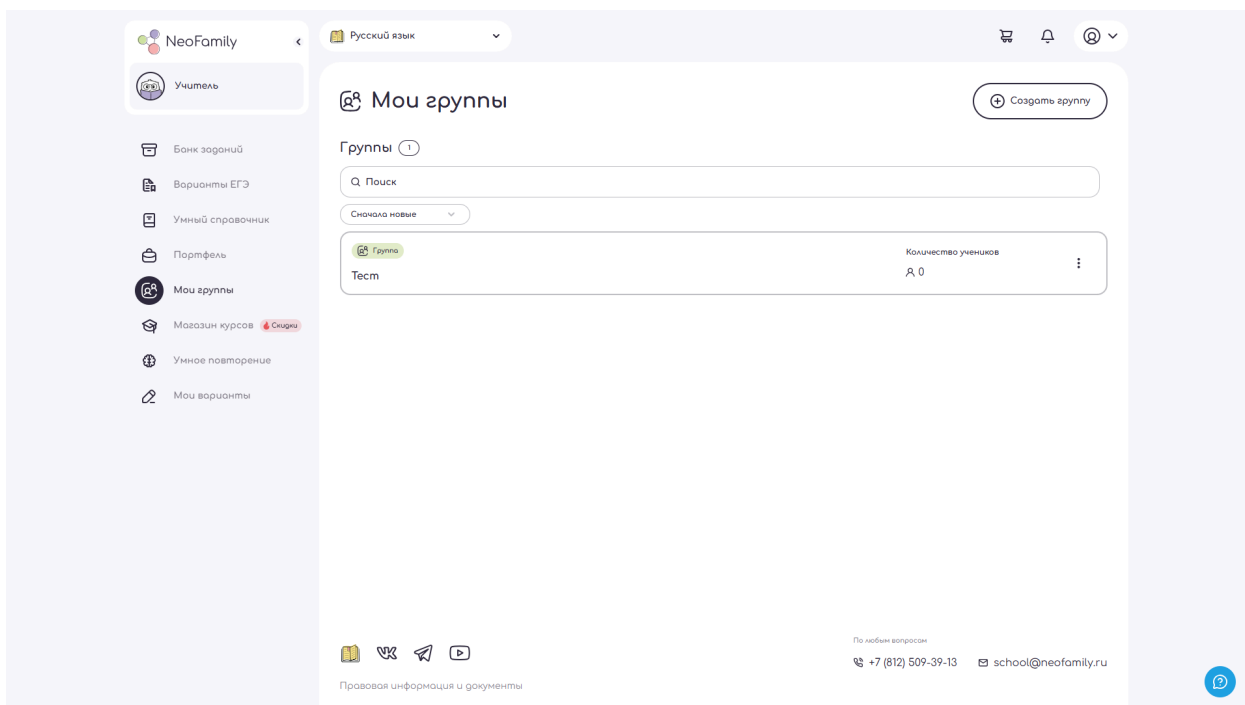 NeoFamily
Русский язык
Учитель
Мои группы
Создать группу
Группы 1
Поиск
Сначала новые
Группа
Тест
Количество учеников
0
Банк заданий
Варианты ЕГЭ
Умный справочник
Портфель
Мои группы
Магазин курсов Скидки
Умное повторение
Мои варианты
По любым вопросам
+7 (812) 509-39-13 school@neofamily.ru
Правовая информация и документы